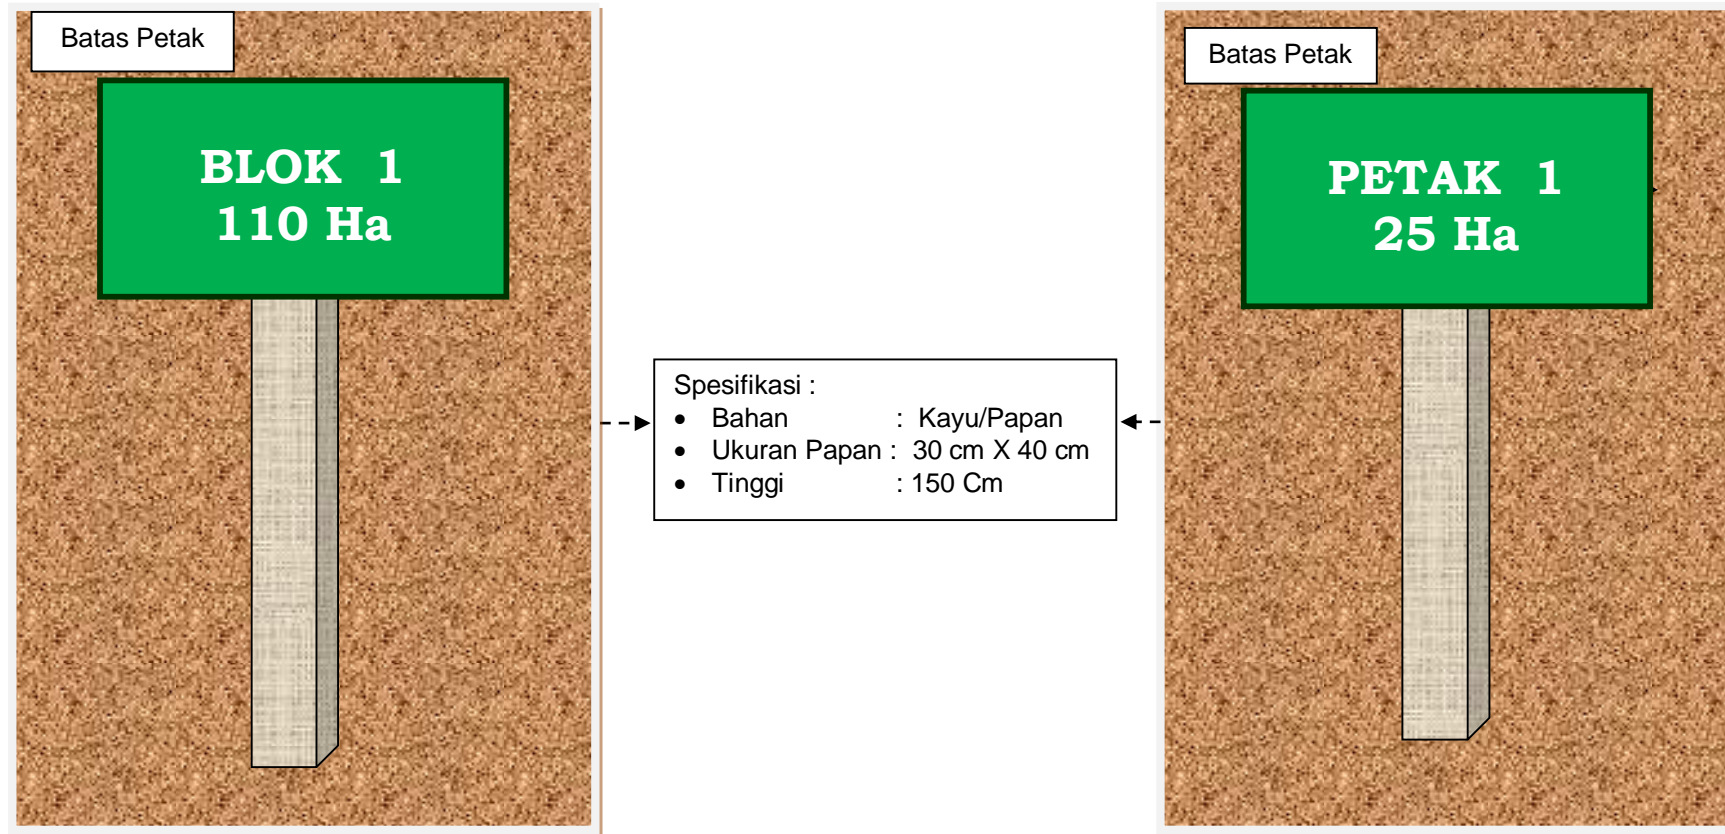 Batas Petak
BLOK 1
110 Ha
Spesifikasi :
• Bahan : Kayu/Papan
• Ukuran Papan : 30 cm X 40 cm
• Tinggi : 150 Cm
Batas Petak
PETAK 1
25 Ha